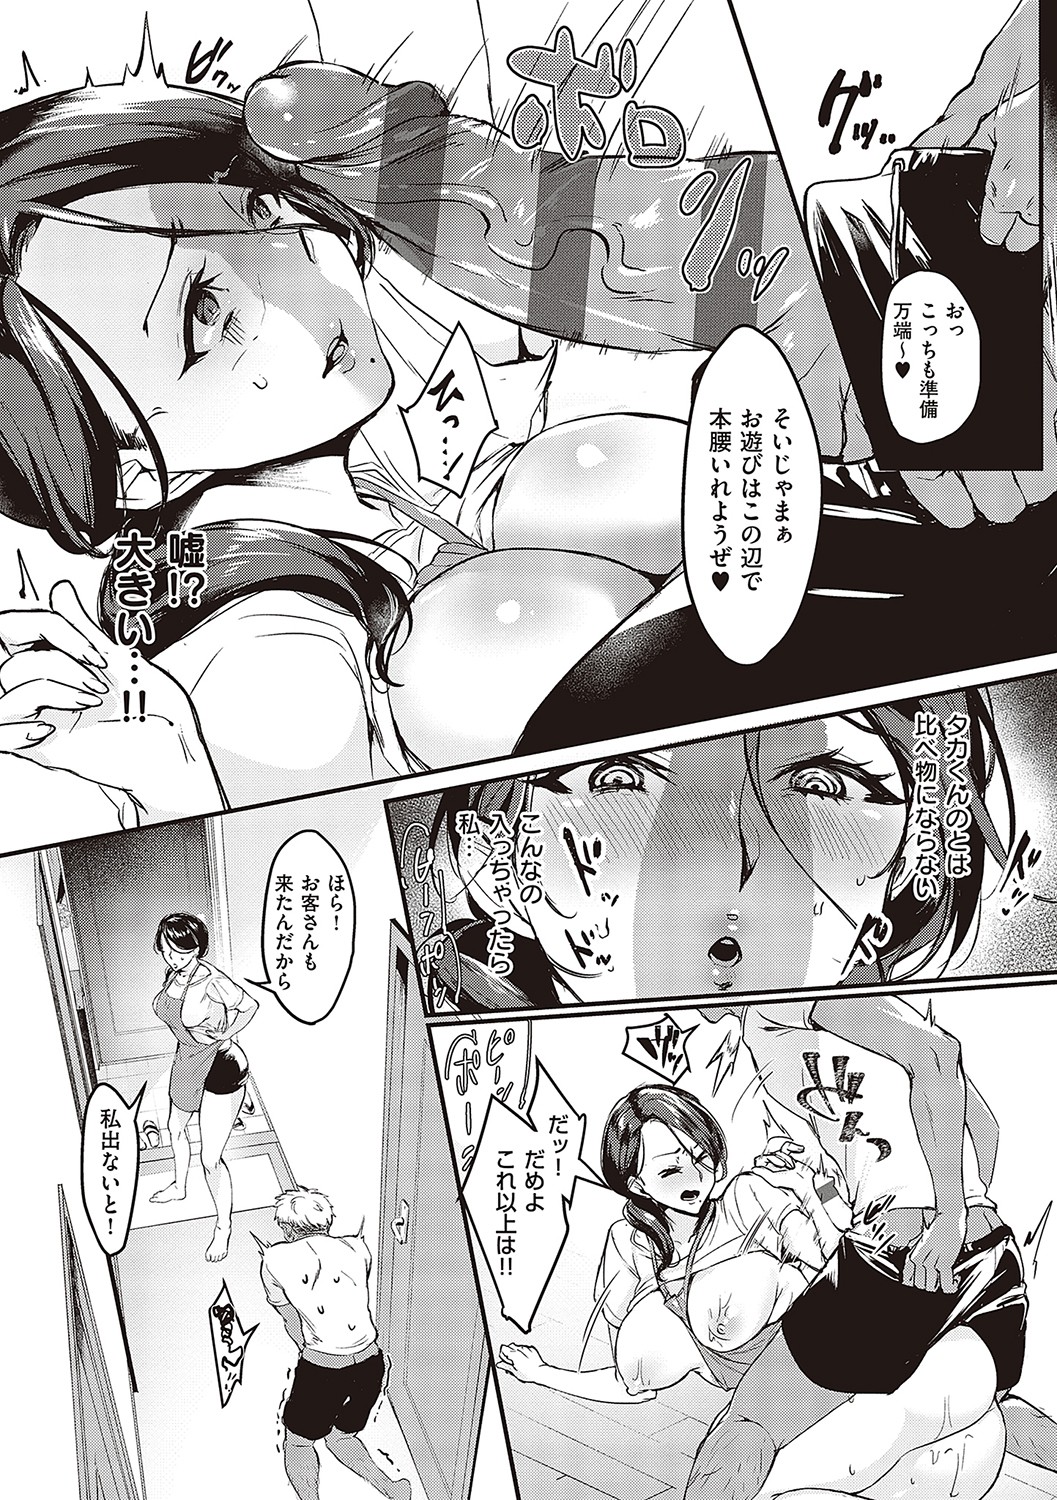 グッ…
おっ
こっちも準備
万端～♥
ボロ
ビクッ
そいじゃまぁ
お遊びはこの辺で
本腰いれようぜ♥
ひっ…！
嘘!?
大きい…!!
タカくんのとは
比べ物にならない
こんなの
入っちゃったら
私…
ピーンポーン
だッ！
だめよ
これ以上は!!
ほら！
お客さんも
来たんだから
私出ないと！